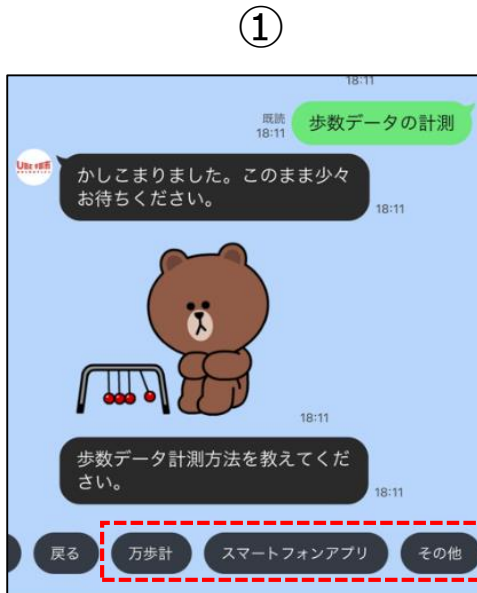 ①
18:11
既読
18:11
歩数データの計測
かしこまりました。このまま少々
お待ちください。
18:11
18:11
歩数データ計測方法を教えてくだ
さい。
18:11
戻る 万歩計 スマートフォンアプリ その他